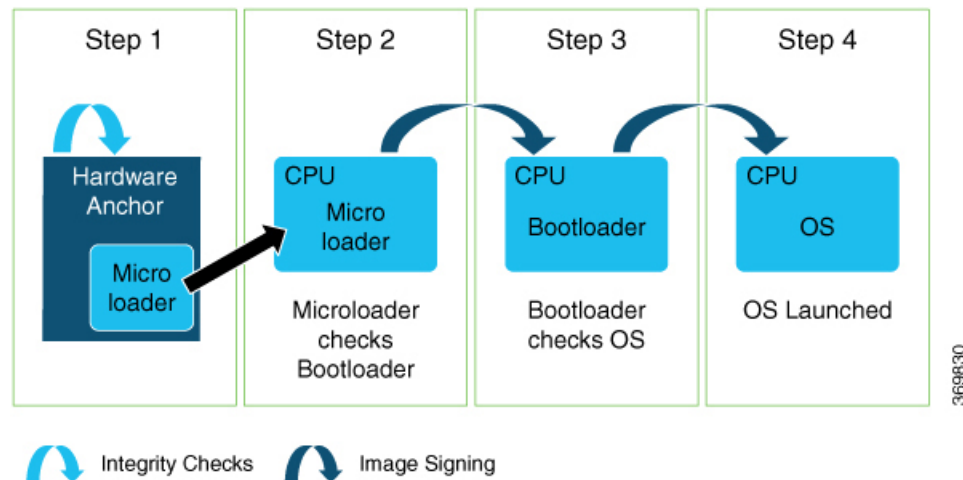 Step 1
Step 2
Step 3
Step 4
Hardware
Anchor
Micro
loader
CPU
Micro
loader
CPU
Bootloader
CPU
OS
Microloader
checks
Bootloader
Bootloader
checks OS
OS Launched
369830
Integrity Checks
Image Signing